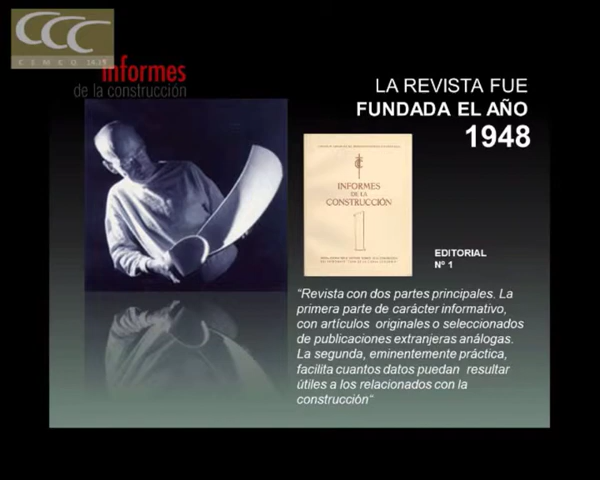 CCC
CEMCO
informes
de la construcción
LA REVISTA FUE
FUNDADA EL AÑO
1948
INFORMES
DE LA
CONSTRUCCIÓN
1
EDITORIAL
Nº 1
“Revista con dos partes principales. La
primera parte de carácter informativo,
con artículos originales o seleccionados
de publicaciones extranjeras análogas.
La segunda, eminentemente práctica,
facilita cuantos datos puedan resultar
útiles a los relacionados con la
construcción“